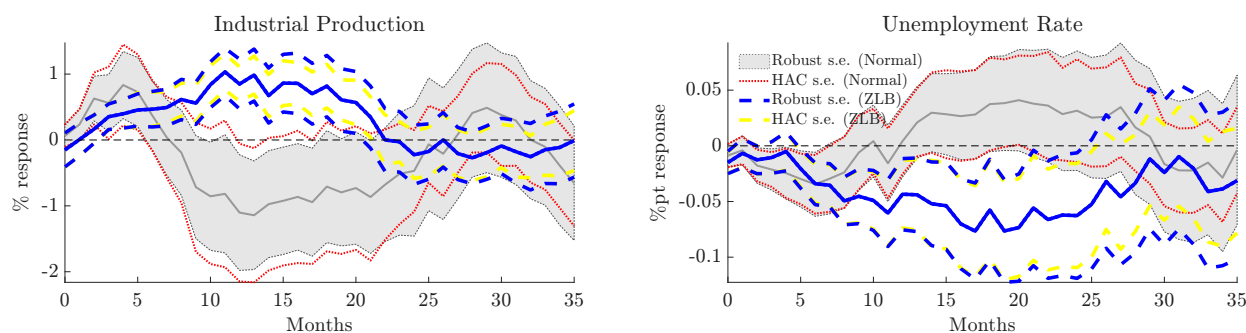 Industrial Production
% response
1
0
-1
-2
0 5 10 15 20 25 30 35
Months
Unemployment Rate
%pt response
0.05
0
-0.05
-0.1
Robust s.e. (Normal)
HAC s.e. (Normal)
Robust s.e. (ZLB)
HAC s.e. (ZLB)
0 5 10 15 20 25 30 35
Months